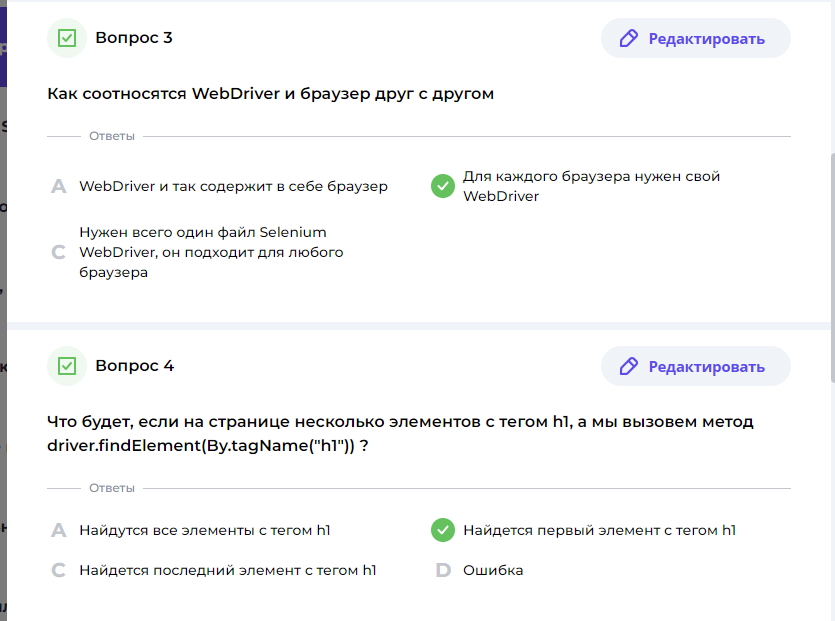 Вопрос 3
Редактировать
Как соотносятся WebDriver и браузер друг с другом
Ответы
A WebDriver и так содержит в себе браузер
Для каждого браузера нужен свой
WebDriver
C Нужен всего один файл Selenium
WebDriver, он подходит для любого
браузера
Вопрос 4
Редактировать
Что будет, если на странице несколько элементов с тегом h1, а мы вызовем метод
driver.findElement(By.tagName("h1")) ?
Ответы
A Найдутся все элементы с тегом h1
Найдется первый элемент с тегом h1
C Найдется последний элемент с тегом h1
D Ошибка